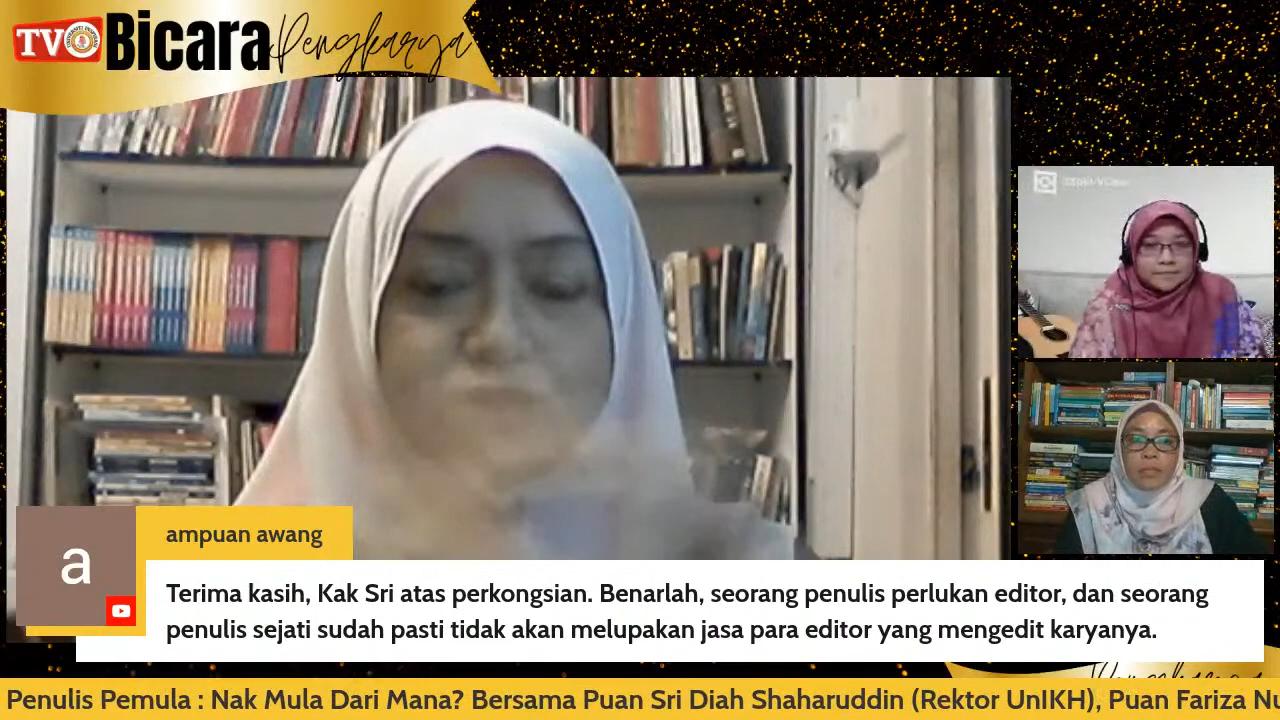 TV
Bicara
Pengkarya
ampuan awang
a
Terima kasih, Kak Sri atas perkongsian. Benarlah, seorang penulis perlukan editor, dan seorang
penulis sejati sudah pasti tidak akan melupakan jasa para editor yang mengedit karyanya.
Penulis Pemula : Nak Mula Dari Mana? Bersama Puan Sri Diah Shaharuddin (Rektor UnIKH), Puan Fariza Nu